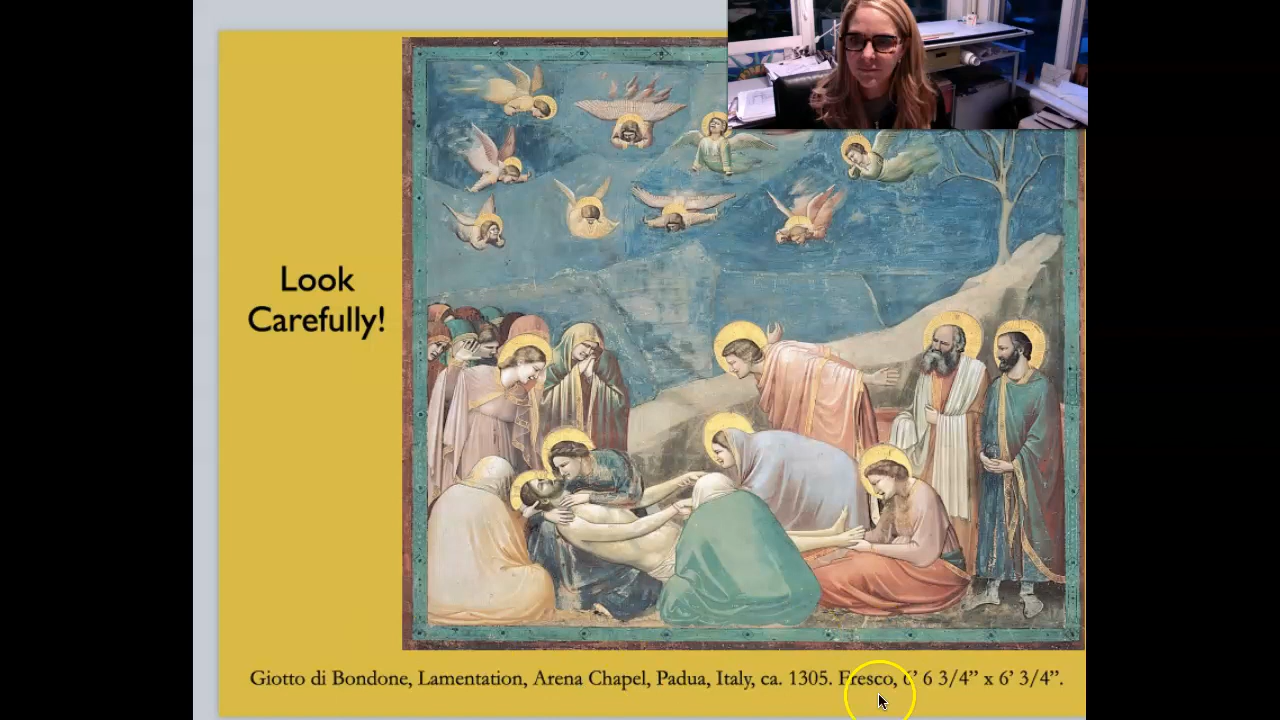 Look
Carefully!
Giotto di Bondone, Lamentation, Arena Chapel, Padua, Italy, ca. 1305. Fresco, 6’ 6 3/4” x 6’ 3/4”.